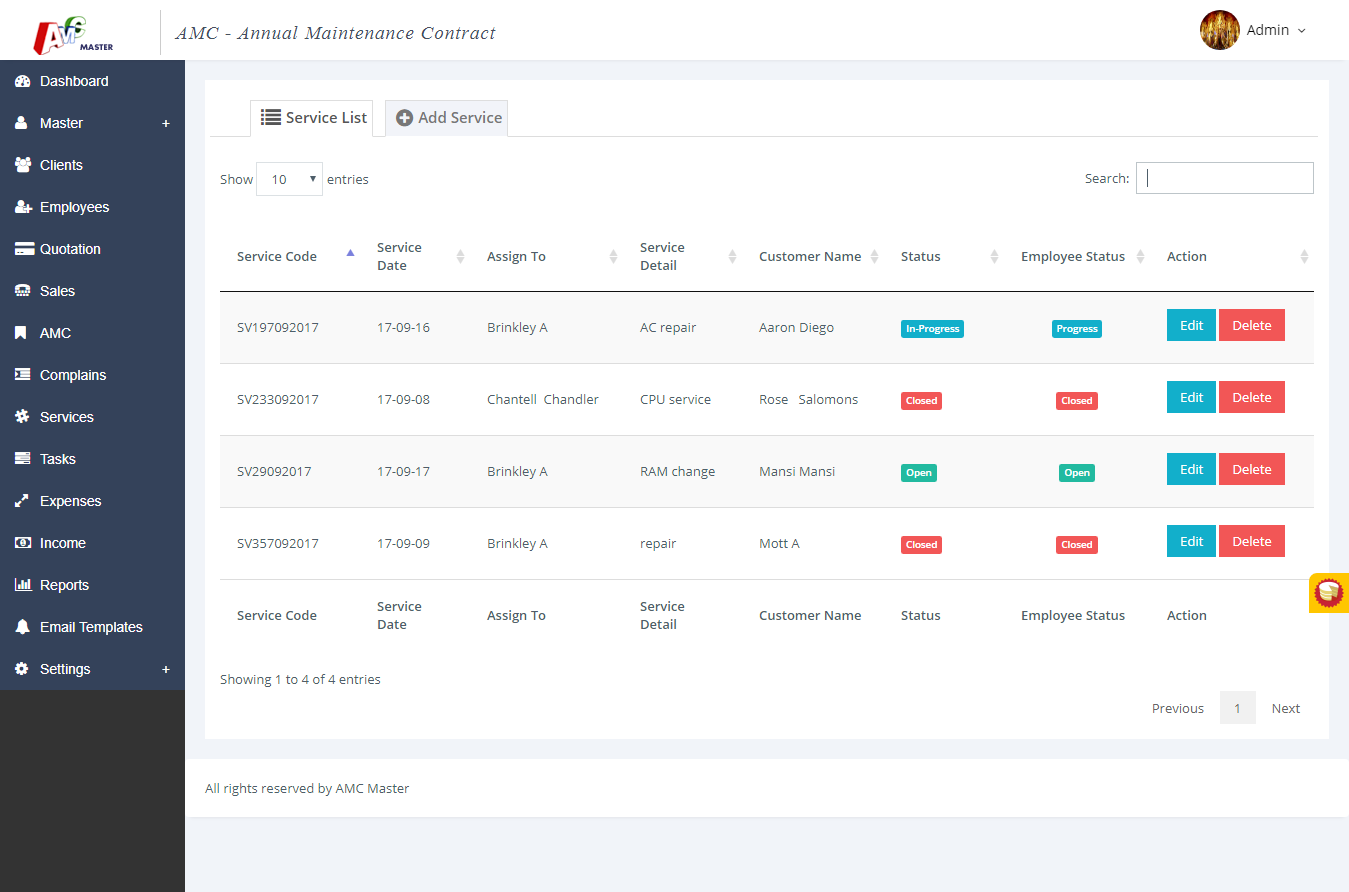 AMC MASTER
AMC - Annual Maintenance Contract
Admin
Dashboard
Master +
Clients
Employees
Quotation
Sales
AMC
Complains
Services
Tasks
Expenses
Income
Reports
Email Templates
Settings +
Service List
Add Service
Show 10 entries
Search:
Service Code Service Date Assign To Service Detail Customer Name Status Employee Status Action
SV197092017 17-09-16 Brinkley A AC repair Aaron Diego In-Progress Progress Edit Delete
SV233092017 17-09-08 Chantell Chandler CPU service Rose Salomons Closed Closed Edit Delete
SV29092017 17-09-17 Brinkley A RAM change Mansi Mansi Open Open Edit Delete
SV357092017 17-09-09 Brinkley A repair Mott A Closed Closed Edit Delete
Service Code Service Date Assign To Service Detail Customer Name Status Employee Status Action
Showing 1 to 4 of 4 entries
Previous 1 Next
All rights reserved by AMC Master